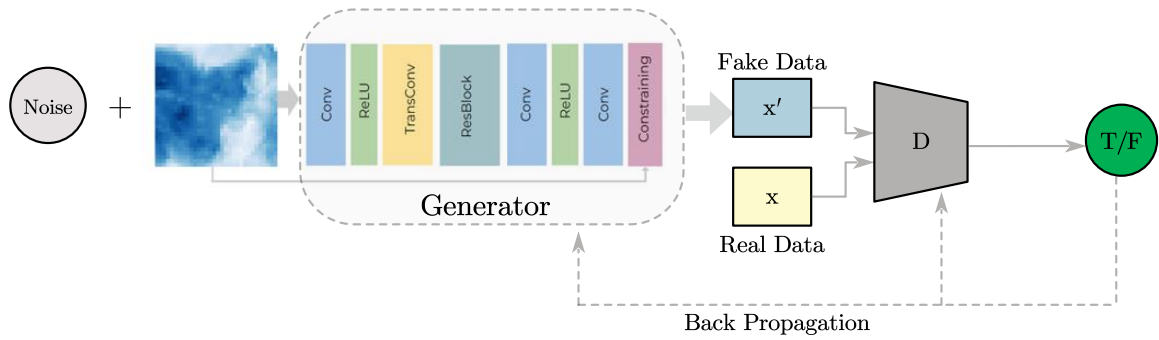 Noise
+
Conv
ReLU
TransConv
ResBlock
Conv
ReLU
Conv
Constraining
Generator
Fake Data
x′
x
Real Data
D
T/F
Back Propagation